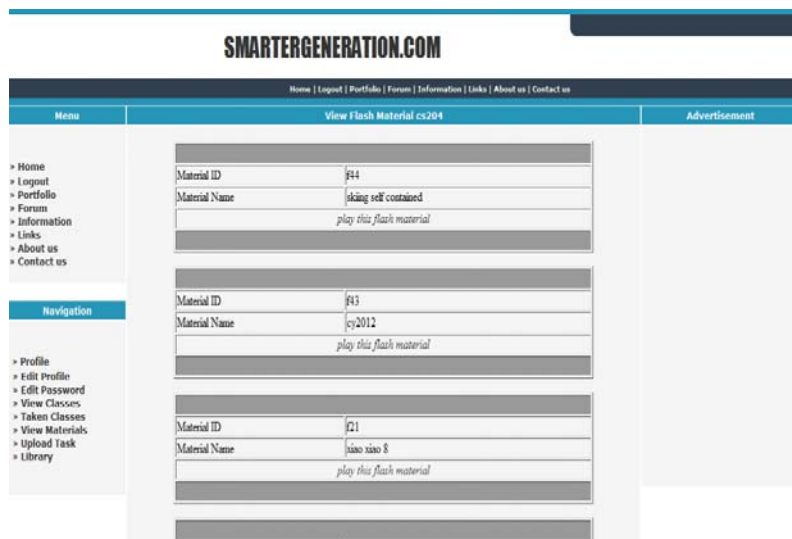 SMARTERGENERATION.COM
Home | Logout | Portfolio | Forum | Information | Links | About us | Contact us
Menu
View Flash Material cs204
Advertisement
» Home
» Logout
» Portfolio
» Forum
» Information
» Links
» About us
» Contact us
Navigation
» Profile
» Edit Profile
» Edit Password
» View Classes
» Taken Classes
» View Materials
» Upload Task
» Library
Material ID f44
Material Name skiing self contained
play this flash material
Material ID f43
Material Name cy2012
play this flash material
Material ID f21
Material Name xiao xiao 8
play this flash material